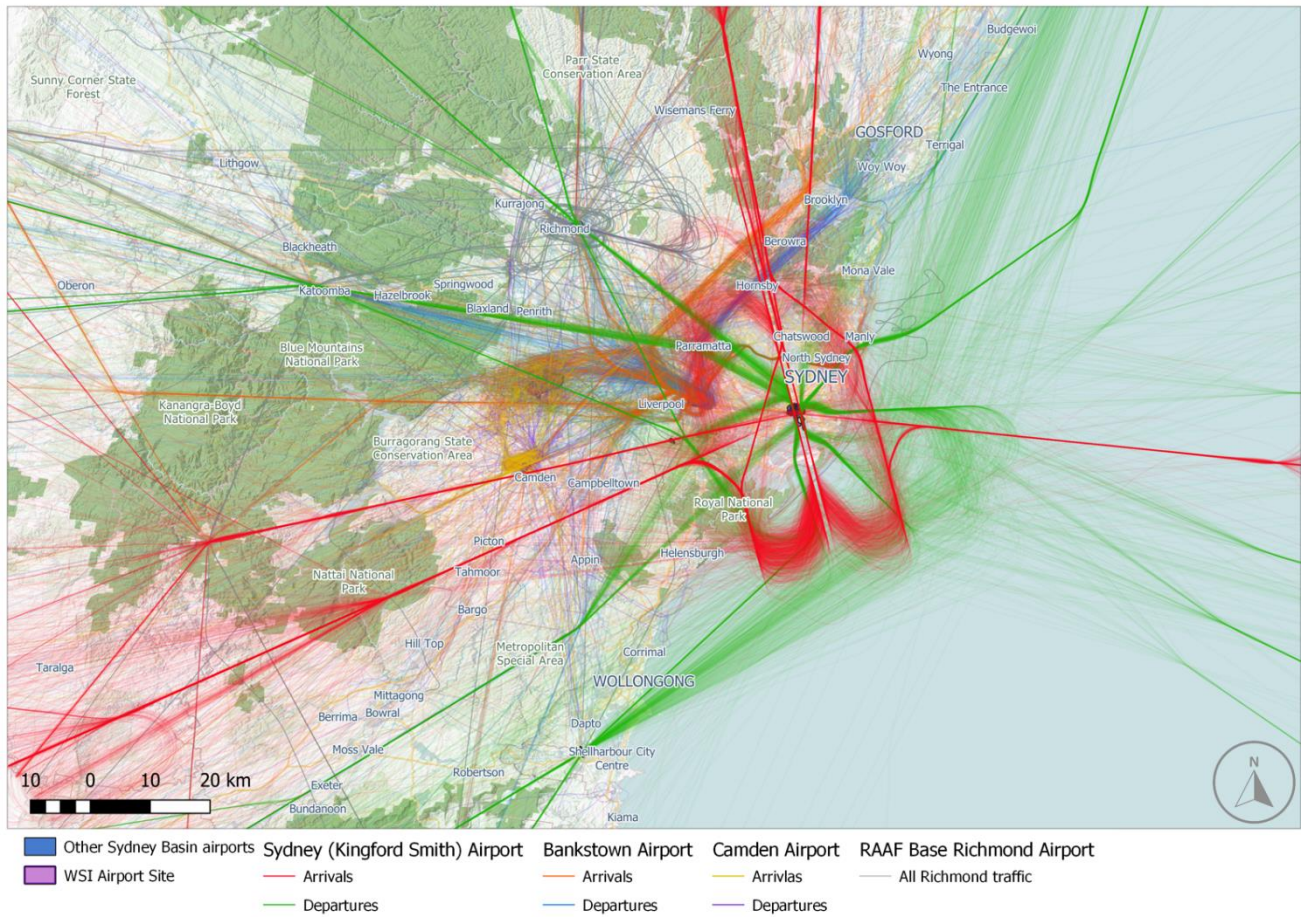 Budgewoi
Wyong
Parr State
Conservation Area
Sunny Corner State
Forest
The Entrance
Wisemans Ferry
GOSFORD
Terrigal
Lithgow
Woy Woy
Kurrajong
Brooklyn
Richmond
Berowra
Blackheath
Mona Vale
Oberon
Springwood
Hornsby
Katoomba
Hazelbrook
Blaxland
Penrith
Chatswood
Manly
Parramatta
Blue Mountains
National Park
North Sydney
SYDNEY
Kanangra-Boyd
National Park
Liverpool
Burragorang State
Conservation Area
Camden
Campbelltown
Royal National
Park
Picton
Helensburgh
Appin
Nattai National
Park
Tahmoor
Bargo
Hill Top
Metropolitan
Special Area
Corrimal
Taralga
WOLLONGONG
Mittagong
Berrima
Bowral
Dapto
Moss Vale
Shellharbour City
Centre
Robertson
Exeter
Bundanoon
Kiama
10 0 10 20 km
N
Other Sydney Basin airports
WSI Airport Site
Sydney (Kingford Smith) Airport
Arrivals
Departures
Bankstown Airport
Arrivals
Departures
Camden Airport
Arrivlas
Departures
RAAF Base Richmond Airport
All Richmond traffic